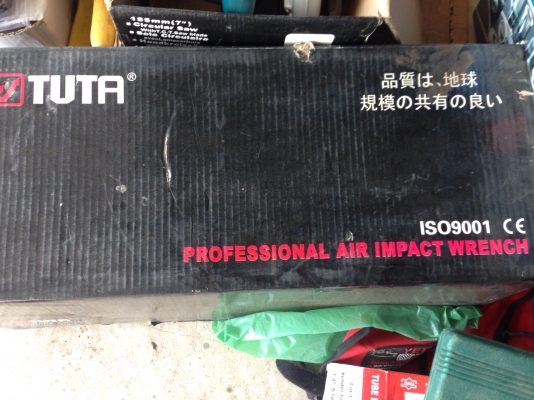 185mm(7")
• Circular Saw
TUTA®
品質は、地球
規模の共有の良い
ISO9001 CE
PROFESSIONAL AIR IMPACT WRENCH
TUBE